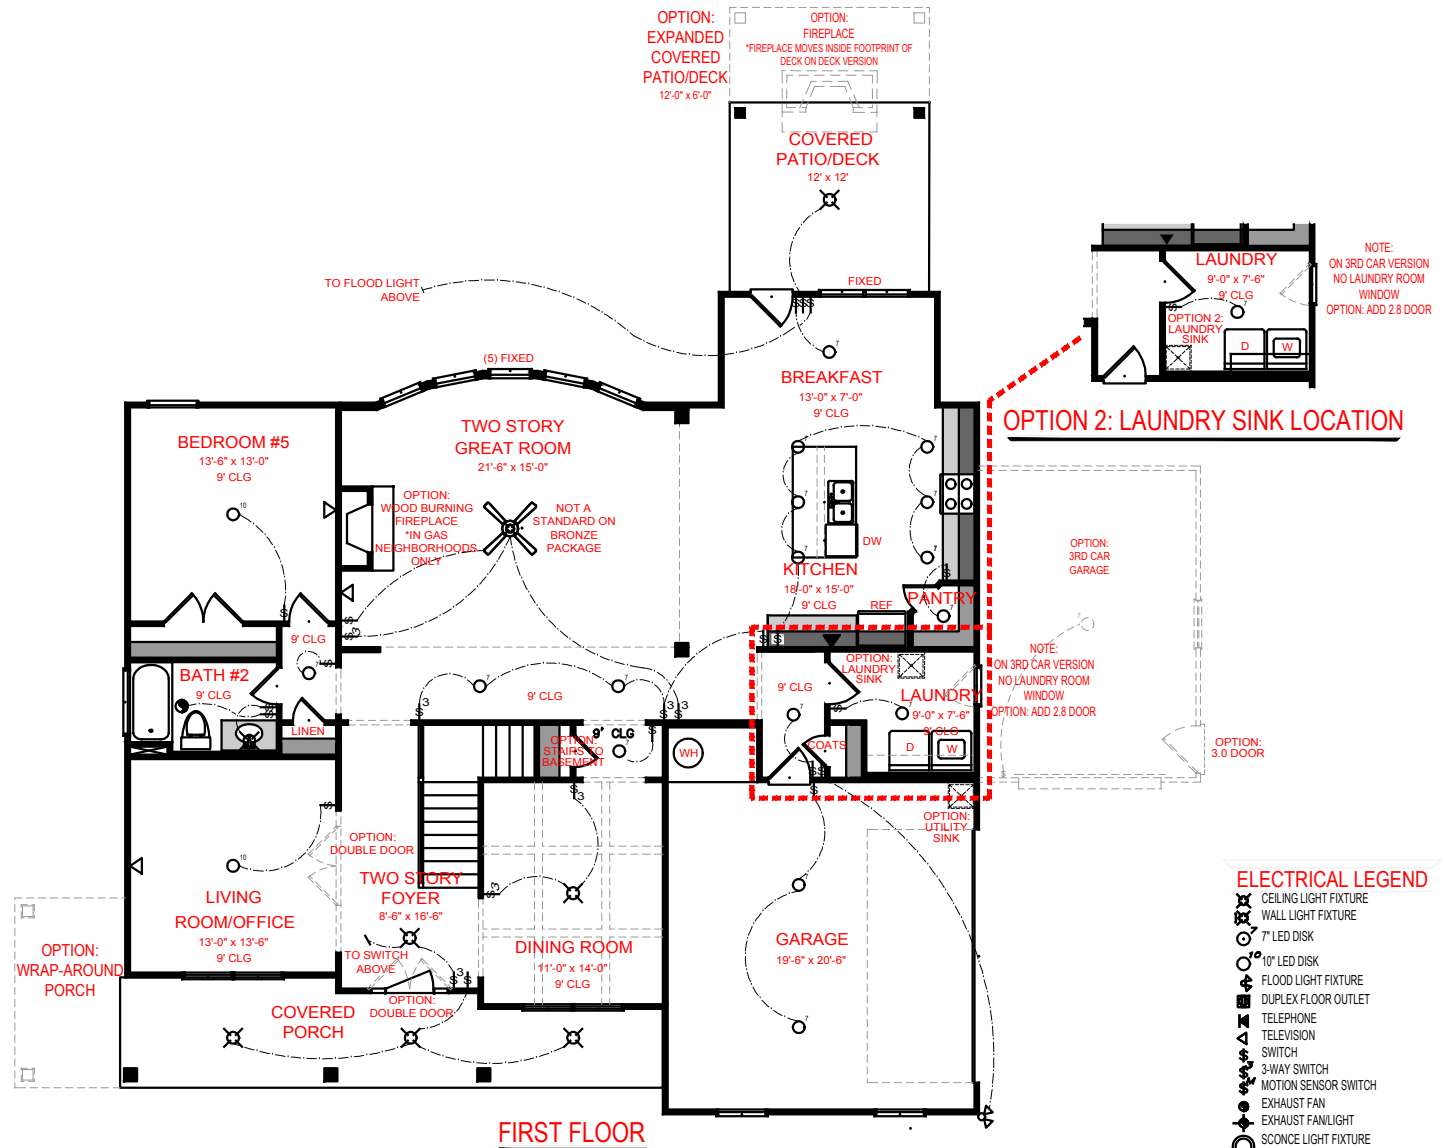 OPTION:
EXPANDED
COVERED
PATIO/DECK
12'-0" x 6'-0"
OPTION:
FIREPLACE
*FIREPLACE MOVES INSIDE FOOTPRINT OF
DECK ON DECK VERSION
COVERED
PATIO/DECK
12' x 12'
FIXED
TO FLOOD LIGHT
ABOVE
(5) FIXED
LAUNDRY
9'-0" x 7'-6"
9' CLG
OPTION 2:
LAUNDRY
SINK
D
W
$
7
NOTE:
ON 3RD CAR VERSION
NO LAUNDRY ROOM
WINDOW
OPTION: ADD 2.8 DOOR
OPTION 2: LAUNDRY SINK LOCATION
BREAKFAST
13'-0" x 7'-0"
9' CLG
TWO STORY
GREAT ROOM
21'-6" x 15'-0"
BEDROOM #5
13'-6" x 13'-0"
9' CLG
10
OPTION:
WOOD BURNING
FIREPLACE
*IN GAS
NEIGHBORHOODS
ONLY
NOT A
STANDARD ON
BRONZE
PACKAGE
DW
KITCHEN
18'-0" x 15'-0"
9' CLG
REF
PANTRY
OPTION:
3RD CAR
GARAGE
NOTE:
ON 3RD CAR VERSION
NO LAUNDRY ROOM
WINDOW
OPTION: ADD 2.8 DOOR
OPTION:
3.0 DOOR
9' CLG
BATH #2
9' CLG
LINEN
9' CLG
9' CLG
OPTION:
STAIRS TO
BASEMENT
WH
9' CLG
OPTION:
LAUNDRY
SINK
LAUNDRY
9'-0" x 7'-6"
9' CLG
COATS
D
W
OPTION:
UTILITY
SINK
OPTION:
DOUBLE DOOR
TWO STORY
FOYER
8'-6" x 16'-6"
TO SWITCH
ABOVE
OPTION:
DOUBLE DOOR
10
LIVING
ROOM/OFFICE
13'-0" x 13'-6"
9' CLG
DINING ROOM
11'-0" x 14'-0"
9' CLG
GARAGE
19'-6" x 20'-6"
OPTION:
WRAP-AROUND
PORCH
COVERED
PORCH
FIRST FLOOR
ELECTRICAL LEGEND
CEILING LIGHT FIXTURE
WALL LIGHT FIXTURE
7" LED DISK
10" LED DISK
FLOOD LIGHT FIXTURE
DUPLEX FLOOR OUTLET
TELEPHONE
TELEVISION
SWITCH
3-WAY SWITCH
MOTION SENSOR SWITCH
EXHAUST FAN
EXHAUST FAN/LIGHT
SCONCE LIGHT FIXTURE